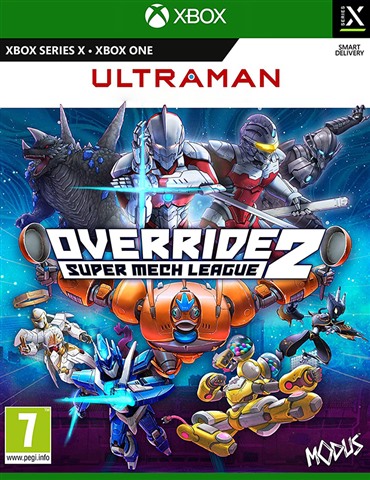 XBOX
XBOX SERIES X • XBOX ONE
SERIES X
SMART
DELIVERY
ULTRAMAN
OVERRIDE 2
SUPER MECH LEAGUE
7
www.pegi.info
MODUS